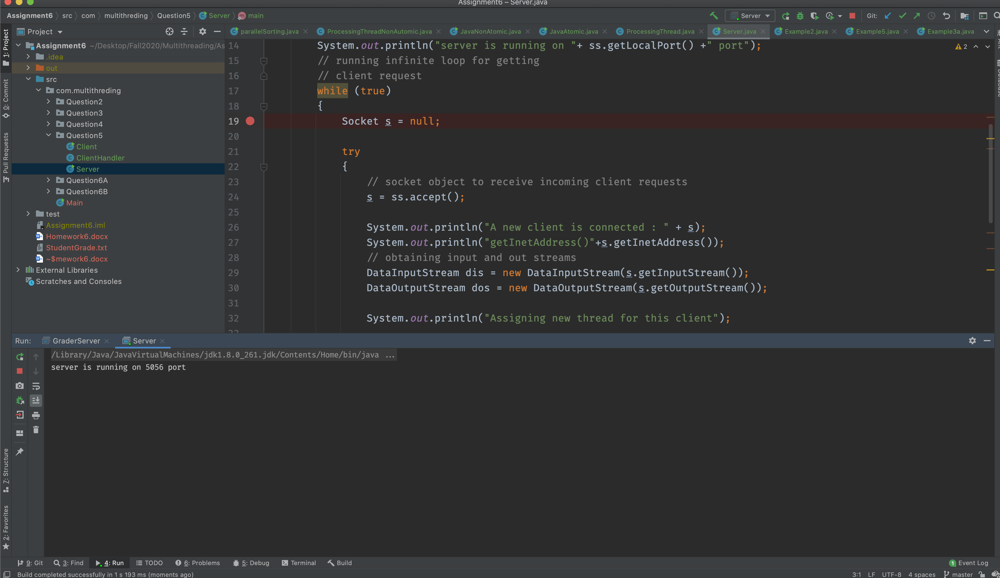 Assignment6 – Server.java
Assignment6 src com multithreding Question5 Server main
Server Git:
1: Project
0: Commit
Pull Requests
7: Structure
2: Favorites
Project
parallelSorting.java ProcessingThreadNonAutomic.java JavaNonAtomic.java JavaAtomic.java ProcessingThread.java Server.java Example2.java Example5.java Example3a.java
Assignment6 ~/Desktop/Fall2020/Multithreading/As
.idea
out
src
com.multithreding
Question2
Question3
Question4
Question5
Client
ClientHandler
Server
Question6A
Question6B
Main
test
Assignment6.iml
Homework6.docx
StudentGrade.txt
~$mework6.docx
External Libraries
Scratches and Consoles
2
14 System.out.println("server is running on "+ ss.getLocalPort() +" port");
15 // running infinite loop for getting
16 // client request
17 while (true)
18 {
19 Socket s = null;
20
21 try
22 {
23 // socket object to receive incoming client requests
24 s = ss.accept();
25
26 System.out.println("A new client is connected : " + s);
27 System.out.println("getInetAddress()"+s.getInetAddress());
28 // obtaining input and out streams
29 DataInputStream dis = new DataInputStream(s.getInputStream());
30 DataOutputStream dos = new DataOutputStream(s.getOutputStream());
31
32 System.out.println("Assigning new thread for this client");
Database
Run: GraderServer Server
/Library/Java/JavaVirtualMachines/jdk1.8.0_261.jdk/Contents/Home/bin/java ...
server is running on 5056 port
9: Git 3: Find 4: Run TODO 6: Problems 5: Debug Terminal Build 1 Event Log
Build completed successfully in 1 s 193 ms (moments ago) 3:1 LF UTF-8 4 spaces master